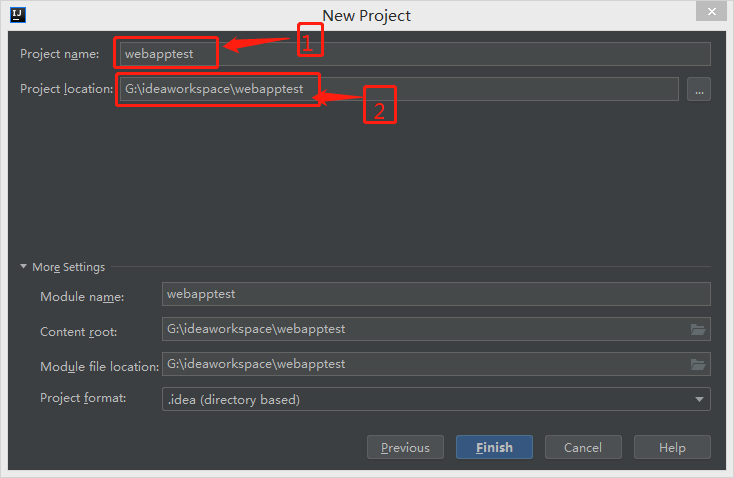 New Project
Project name: webapptest
1
Project location: G:\ideaworkspace\webapptest ...
2
More Settings
Module name: webapptest
Content root: G:\ideaworkspace\webapptest
Module file location: G:\ideaworkspace\webapptest
Project format: .idea (directory based)
Previous Finish Cancel Help